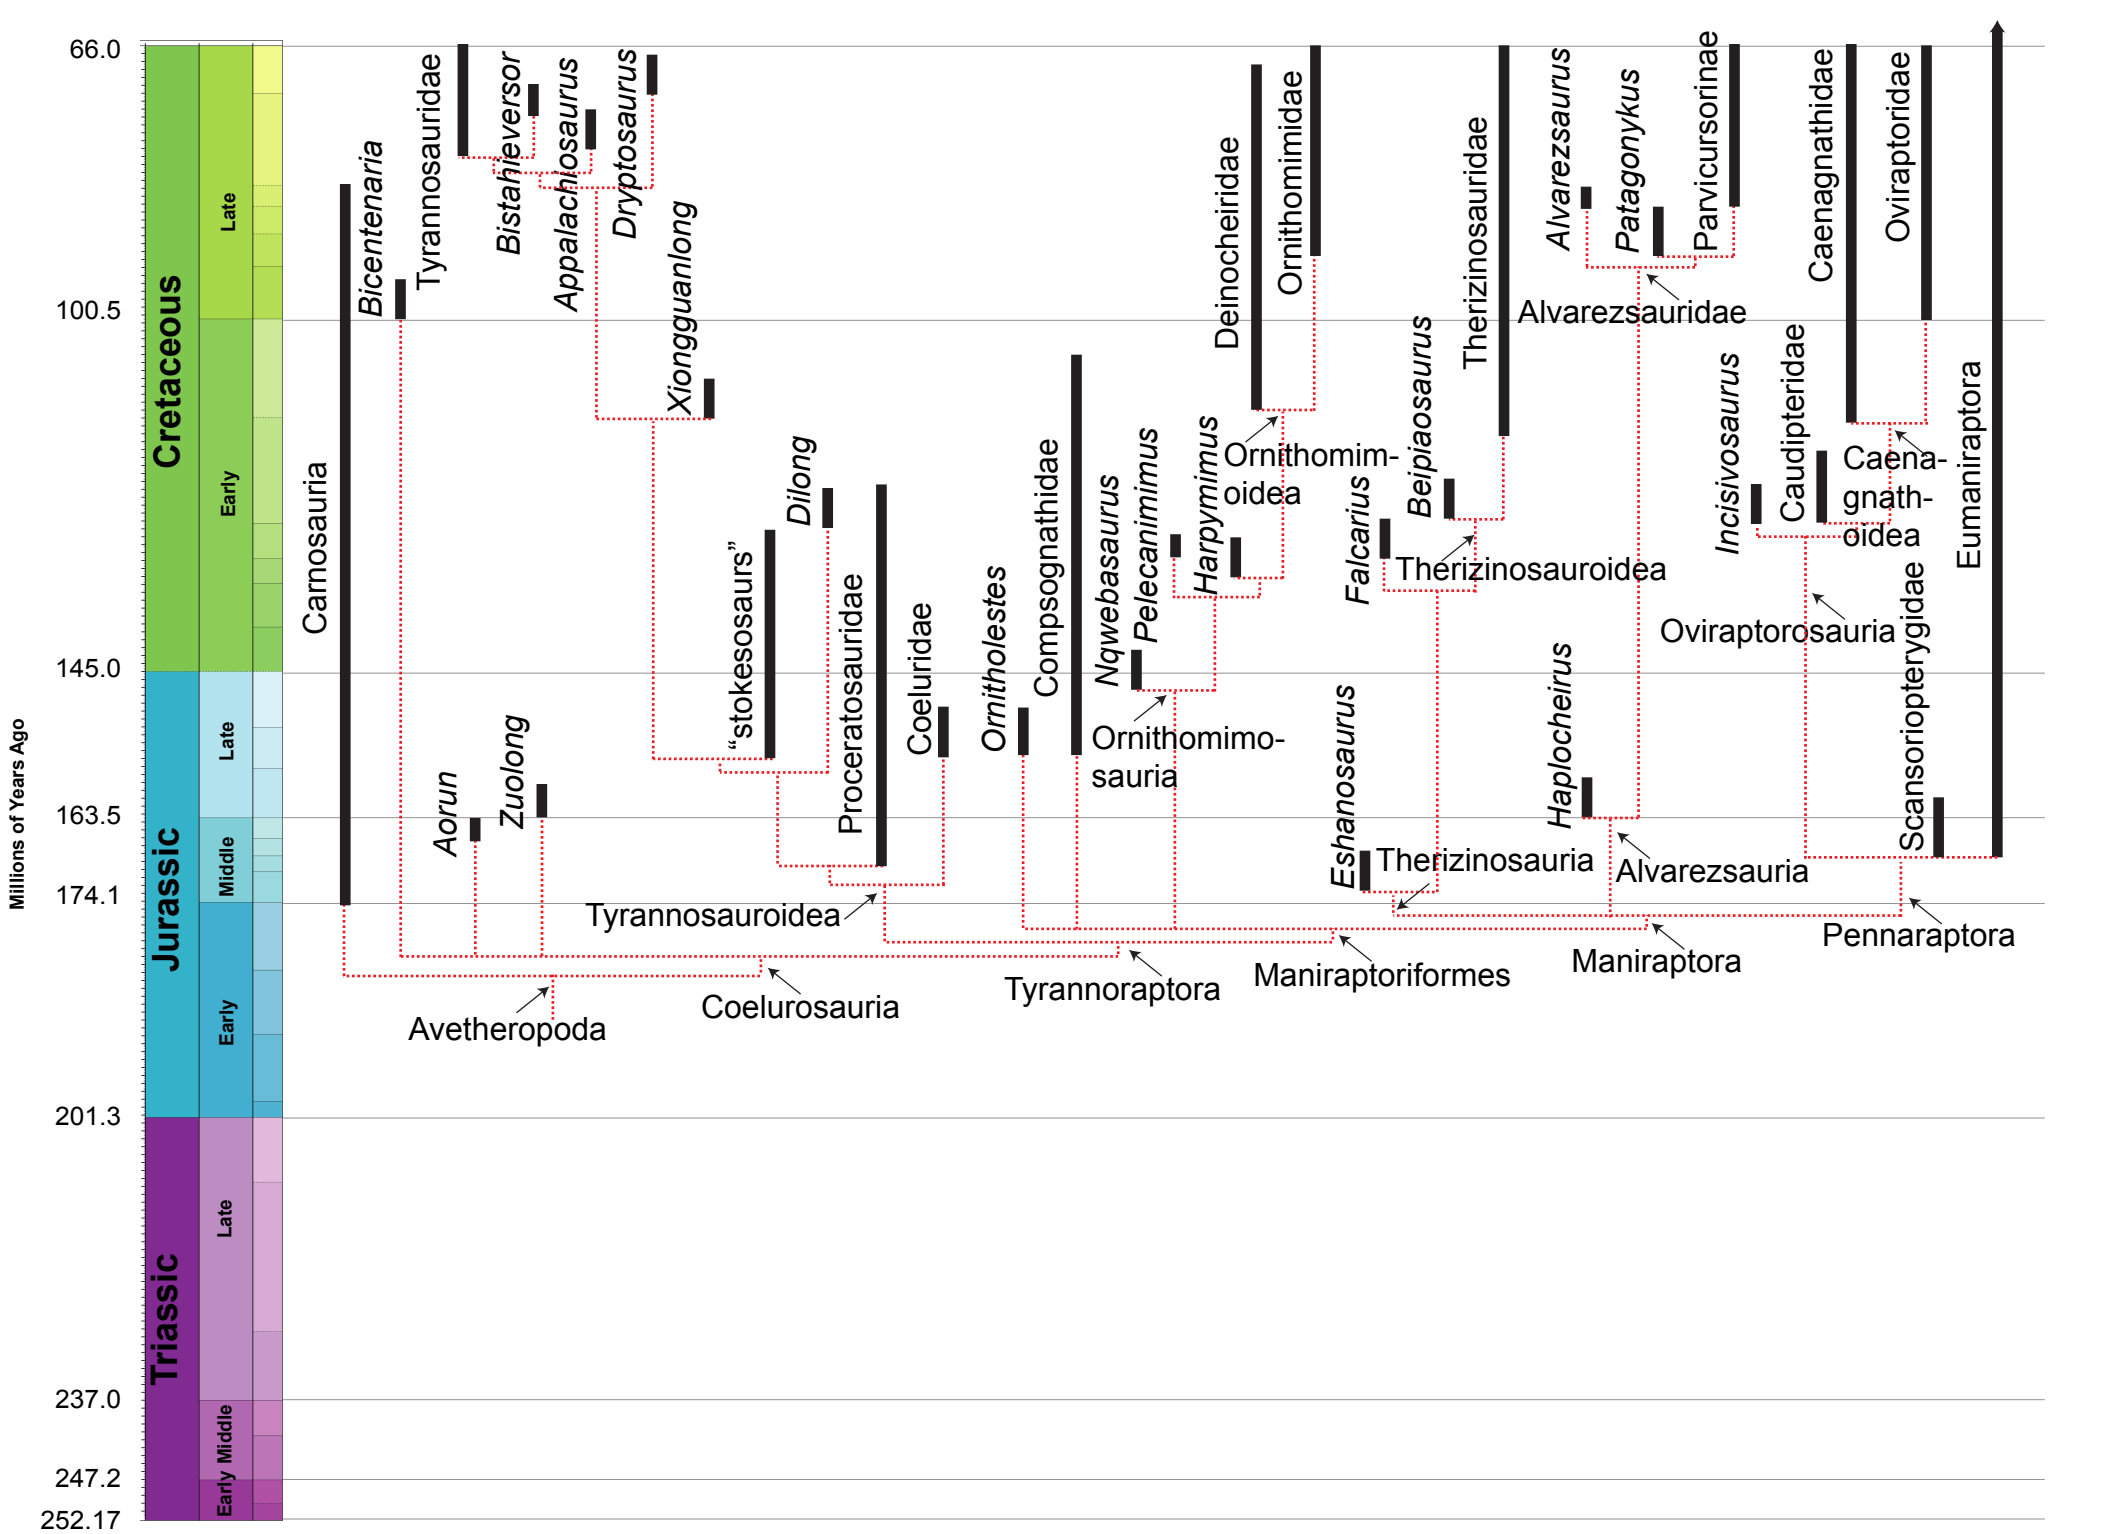 Millions of Years Ago
66.0
100.5
145.0
163.5
174.1
201.3
237.0
247.2
252.17
Cretaceous
Jurassic
Triassic
Late
Early
Late
Middle
Early
Late
Middle
Early
Carnosauria
Bicentenaria
Tyrannosauridae
Bistahieversor
Appalachiosaurus
Dryptosaurus
Xiongguanlong
Aorun
Zuolong
“stokesosaurs”
Dilong
Proceratosauridae
Coeluridae
Ornitholestes
Compsognathidae
Nqwebasaurus
Pelecanimimus
Harpymimus
Deinocheiridae
Ornithomimidae
Ornithomim-
oidea
Ornithomimo-
sauria
Eshanosaurus
Falcarius
Beipiaosaurus
Therizinosauridae
Therizinosauroidea
Therizinosauria
Haplocheirus
Alvarezsaurus
Patagonykus
Parvicursorinae
Alvarezsauridae
Alvarezsauria
Incisivosaurus
Caudipteridae
Caenagnathidae
Oviraptoridae
Caena-
gnath-
oidea
Oviraptorosauria
Scansoriopterygidae
Eumaniraptora
Pennaraptora
Maniraptora
Maniraptoriformes
Tyrannoraptora
Tyrannosauroidea
Coelurosauria
Avetheropoda